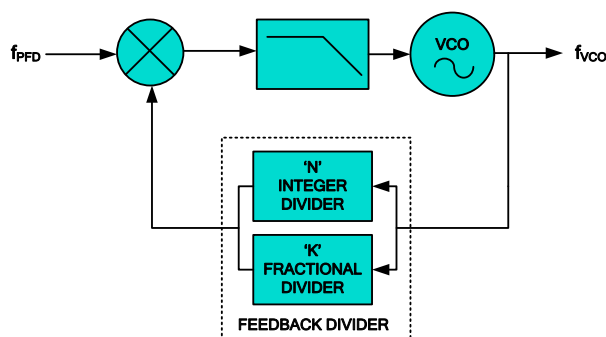 fPFD
VCO
fVCO
‘N’
INTEGER
DIVIDER
‘K’
FRACTIONAL
DIVIDER
FEEDBACK DIVIDER